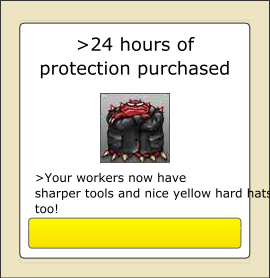 >24 hours of
protection purchased
>Your workers now have
sharper tools and nice yellow hard hats
too!